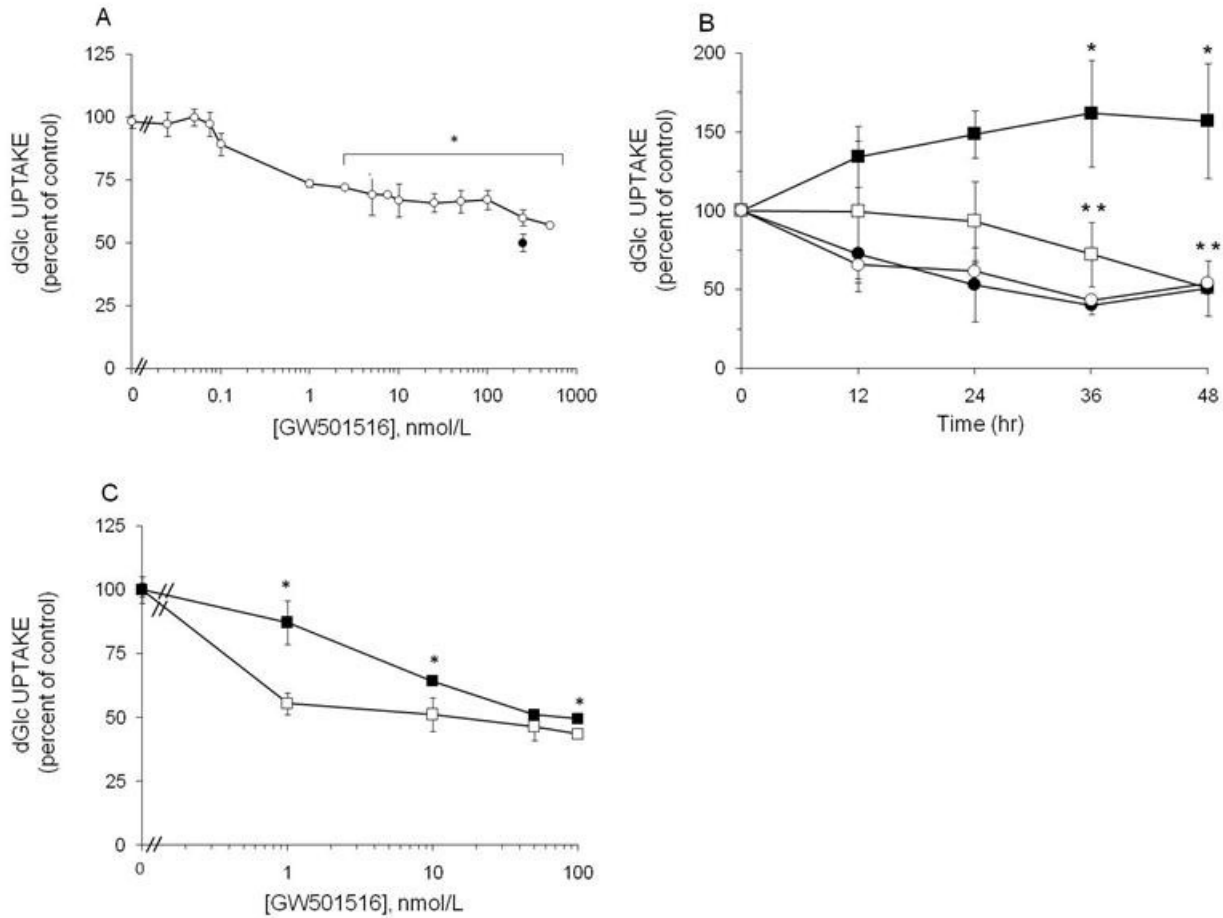 A
125
100
75
50
25
0
dGlc UPTAKE
(percent of control)
*
0 0.1 1 10 100 1000
[GW501516], nmol/L
B
200
150
100
50
0
dGlc UPTAKE
(percent of control)
* *
**
**
0 12 24 36 48
Time (hr)
C
125
100
75
50
25
0
dGlc UPTAKE
(percent of control)
*
*
*
0 1 10 100
[GW501516], nmol/L